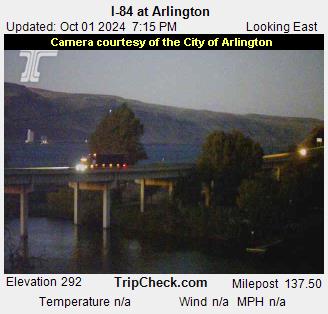 I-84 at Arlington
Updated: Oct 01 2024 7:15 PM Looking East
Camera courtesy of the City of Arlington
Elevation 292 TripCheck.com Milepost 137.50
Temperature n/a Wind n/a MPH n/a